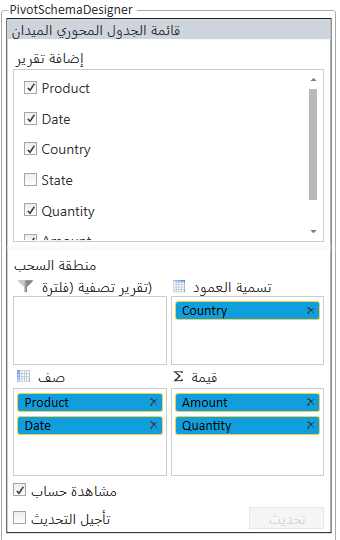 PivotSchemaDesigner
قائمة الجدول المحوري الميدان
إضافة تقرير
Product
Date
Country
State
Quantity
Amount
منطقة السحب
تقرير تصفية (فلترة)
تسمية العمود
Country
صف
قيمة
Product
Date
Amount
Quantity
مشاهدة حساب
تأجيل التحديث
تحديث